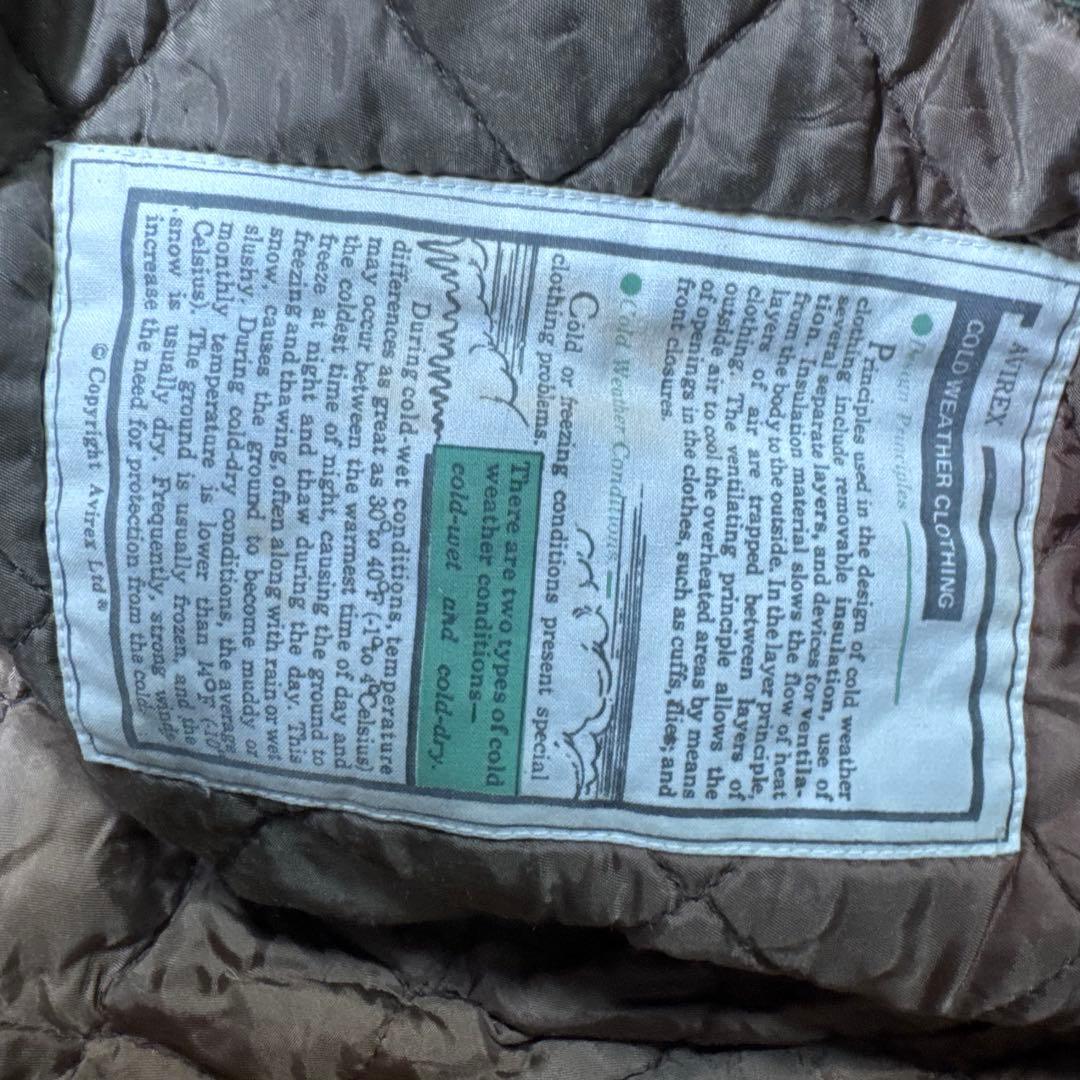 AVIREX
COLD WEATHER CLOTHING
Design Principles
Principles used in the design of cold weather
clothing include removable insulation, use of
several separate layers, and devices for ventila-
tion. Insulation material slows the flow of heat
from the body to the outside. In the layer principle,
layers of air are trapped between layers of
clothing. The ventilating principle allows the
outside air to cool the overheated areas by means
of openings in the clothes, such as cuffs, flies, and
front closures.
Cold Weather Conditions
Cold or freezing conditions present special
clothing problems.
There are two types of cold
weather conditions—
cold-wet and cold-dry.
During cold-wet conditions, temperature
differences as great as 30° to 40°F (-1° to 4°Celsius)
may occur between the warmest time of day and
the coldest time of night, causing the ground to
freeze at night and thaw during the day. This
freezing and thawing, often along with rain or wet
snow, causes the ground to become muddy or
slushy. During cold-dry conditions, the average
monthly temperature is lower than 14°F (-10°
Celsius). The ground is usually frozen and the
snow is usually dry. Frequently, strong winds
increase the need for protection from the cold.
© Copyright Avirex Ltd®